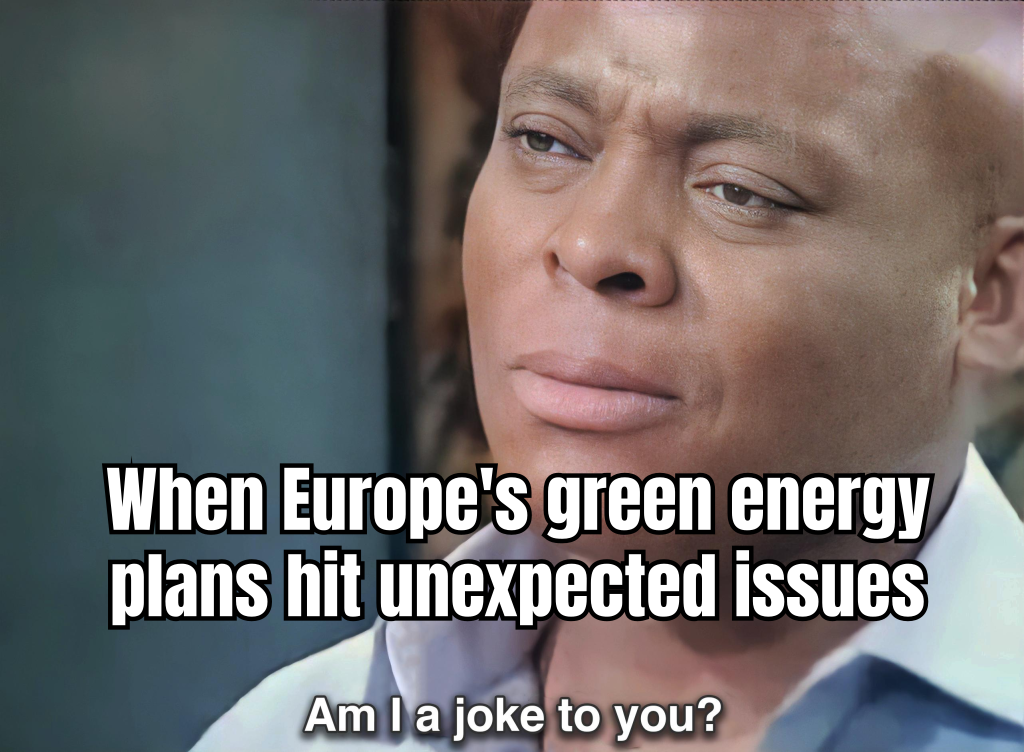 When Europe's green energy
plans hit unexpected issues
Am I a joke to you?